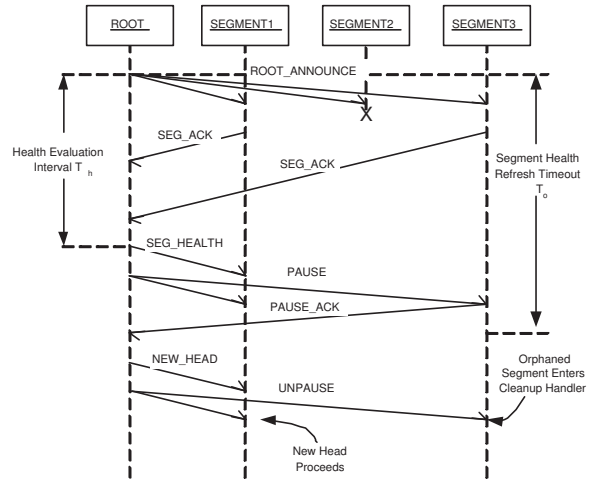 ROOT
SEGMENT1
SEGMENT2
SEGMENT3
ROOT_ANNOUNCE
X
SEG_ACK
Health Evaluation
Interval T h
SEG_ACK
Segment Health
Refresh Timeout
T o
SEG_HEALTH
PAUSE
PAUSE_ACK
NEW_HEAD
UNPAUSE
Orphaned
Segment Enters
Cleanup Handler
New Head
Proceeds